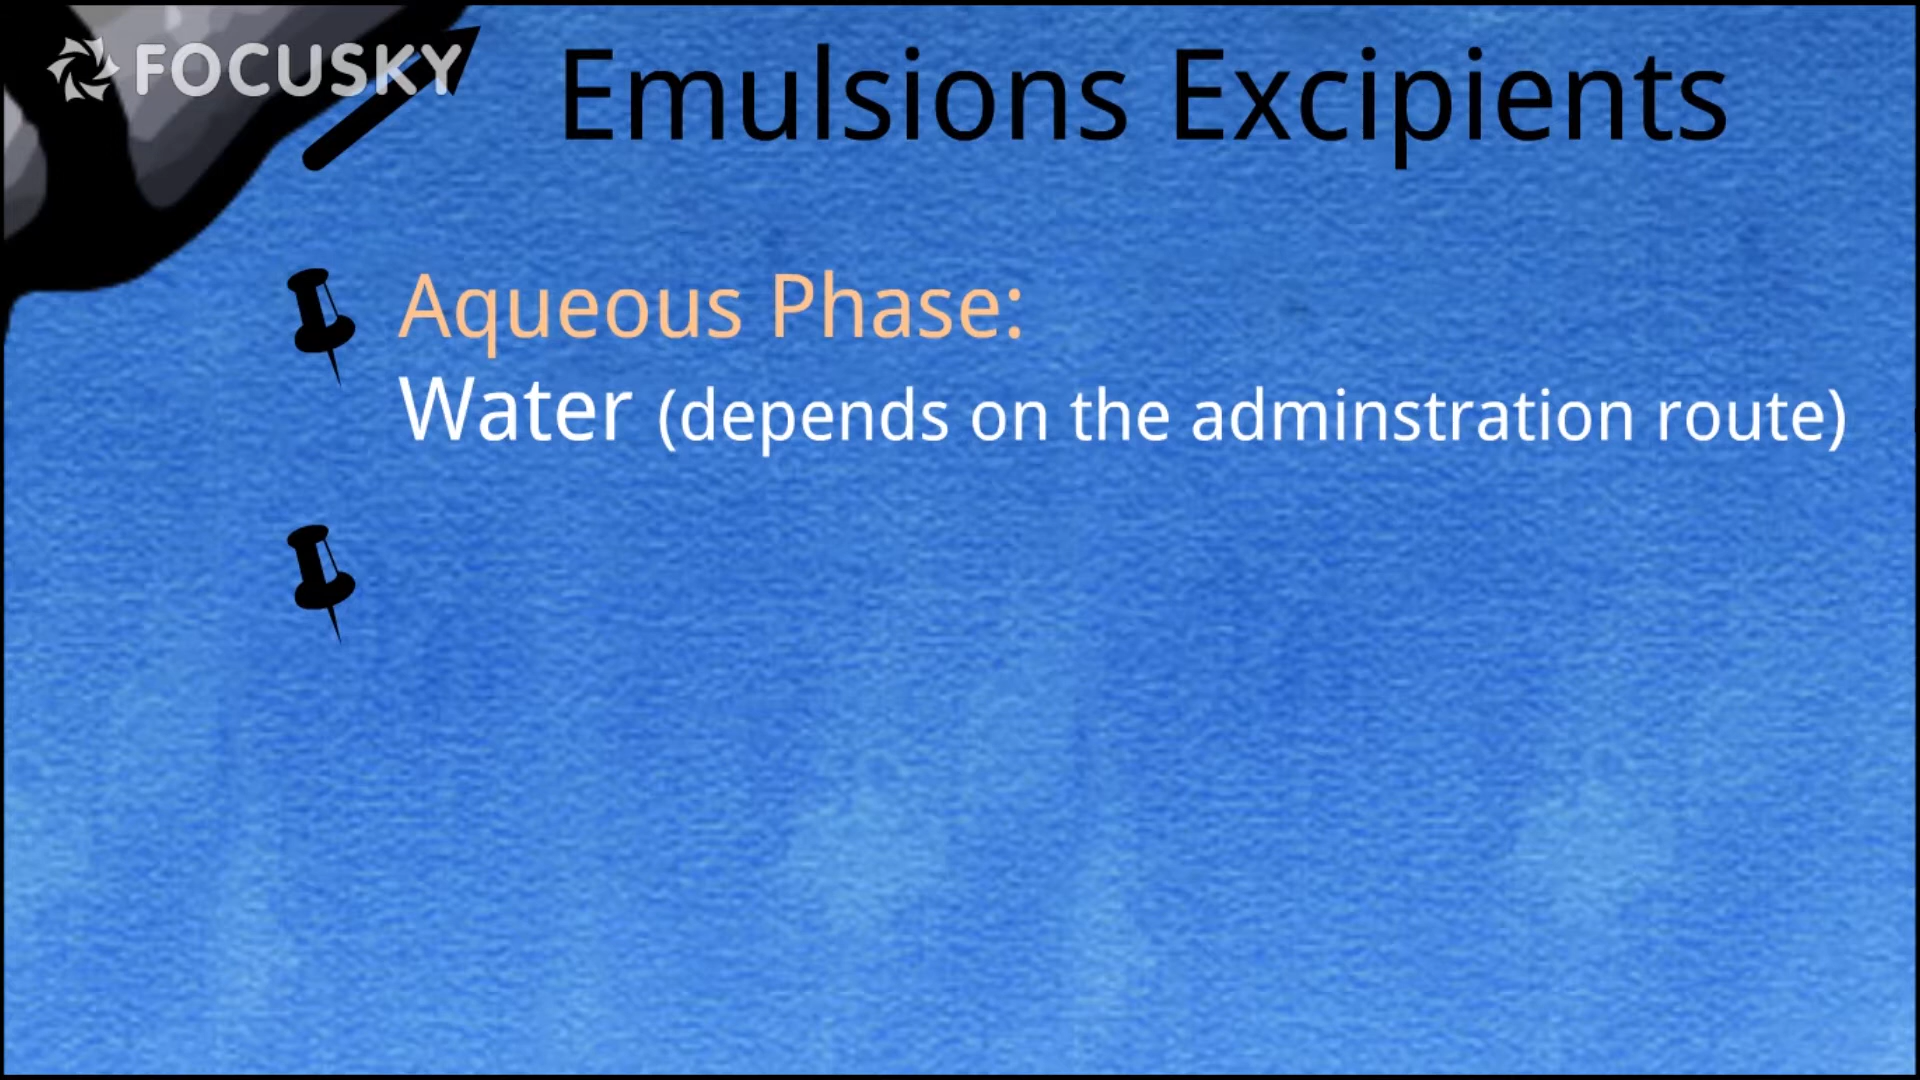 FOCUSKY
Emulsions Excipients
Aqueous Phase:
Water (depends on the adminstration route)